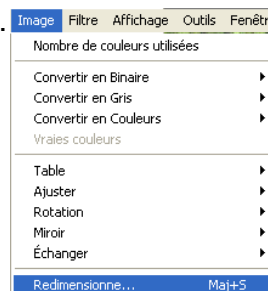 . Image Filtre Affichage Outils Fenêt
Nombre de couleurs utilisées
Convertir en Binaire
Convertir en Gris
Convertir en Couleurs
Vraies couleurs
Table
Ajuster
Rotation
Miroir
Échanger
Redimensionne... Maj+S